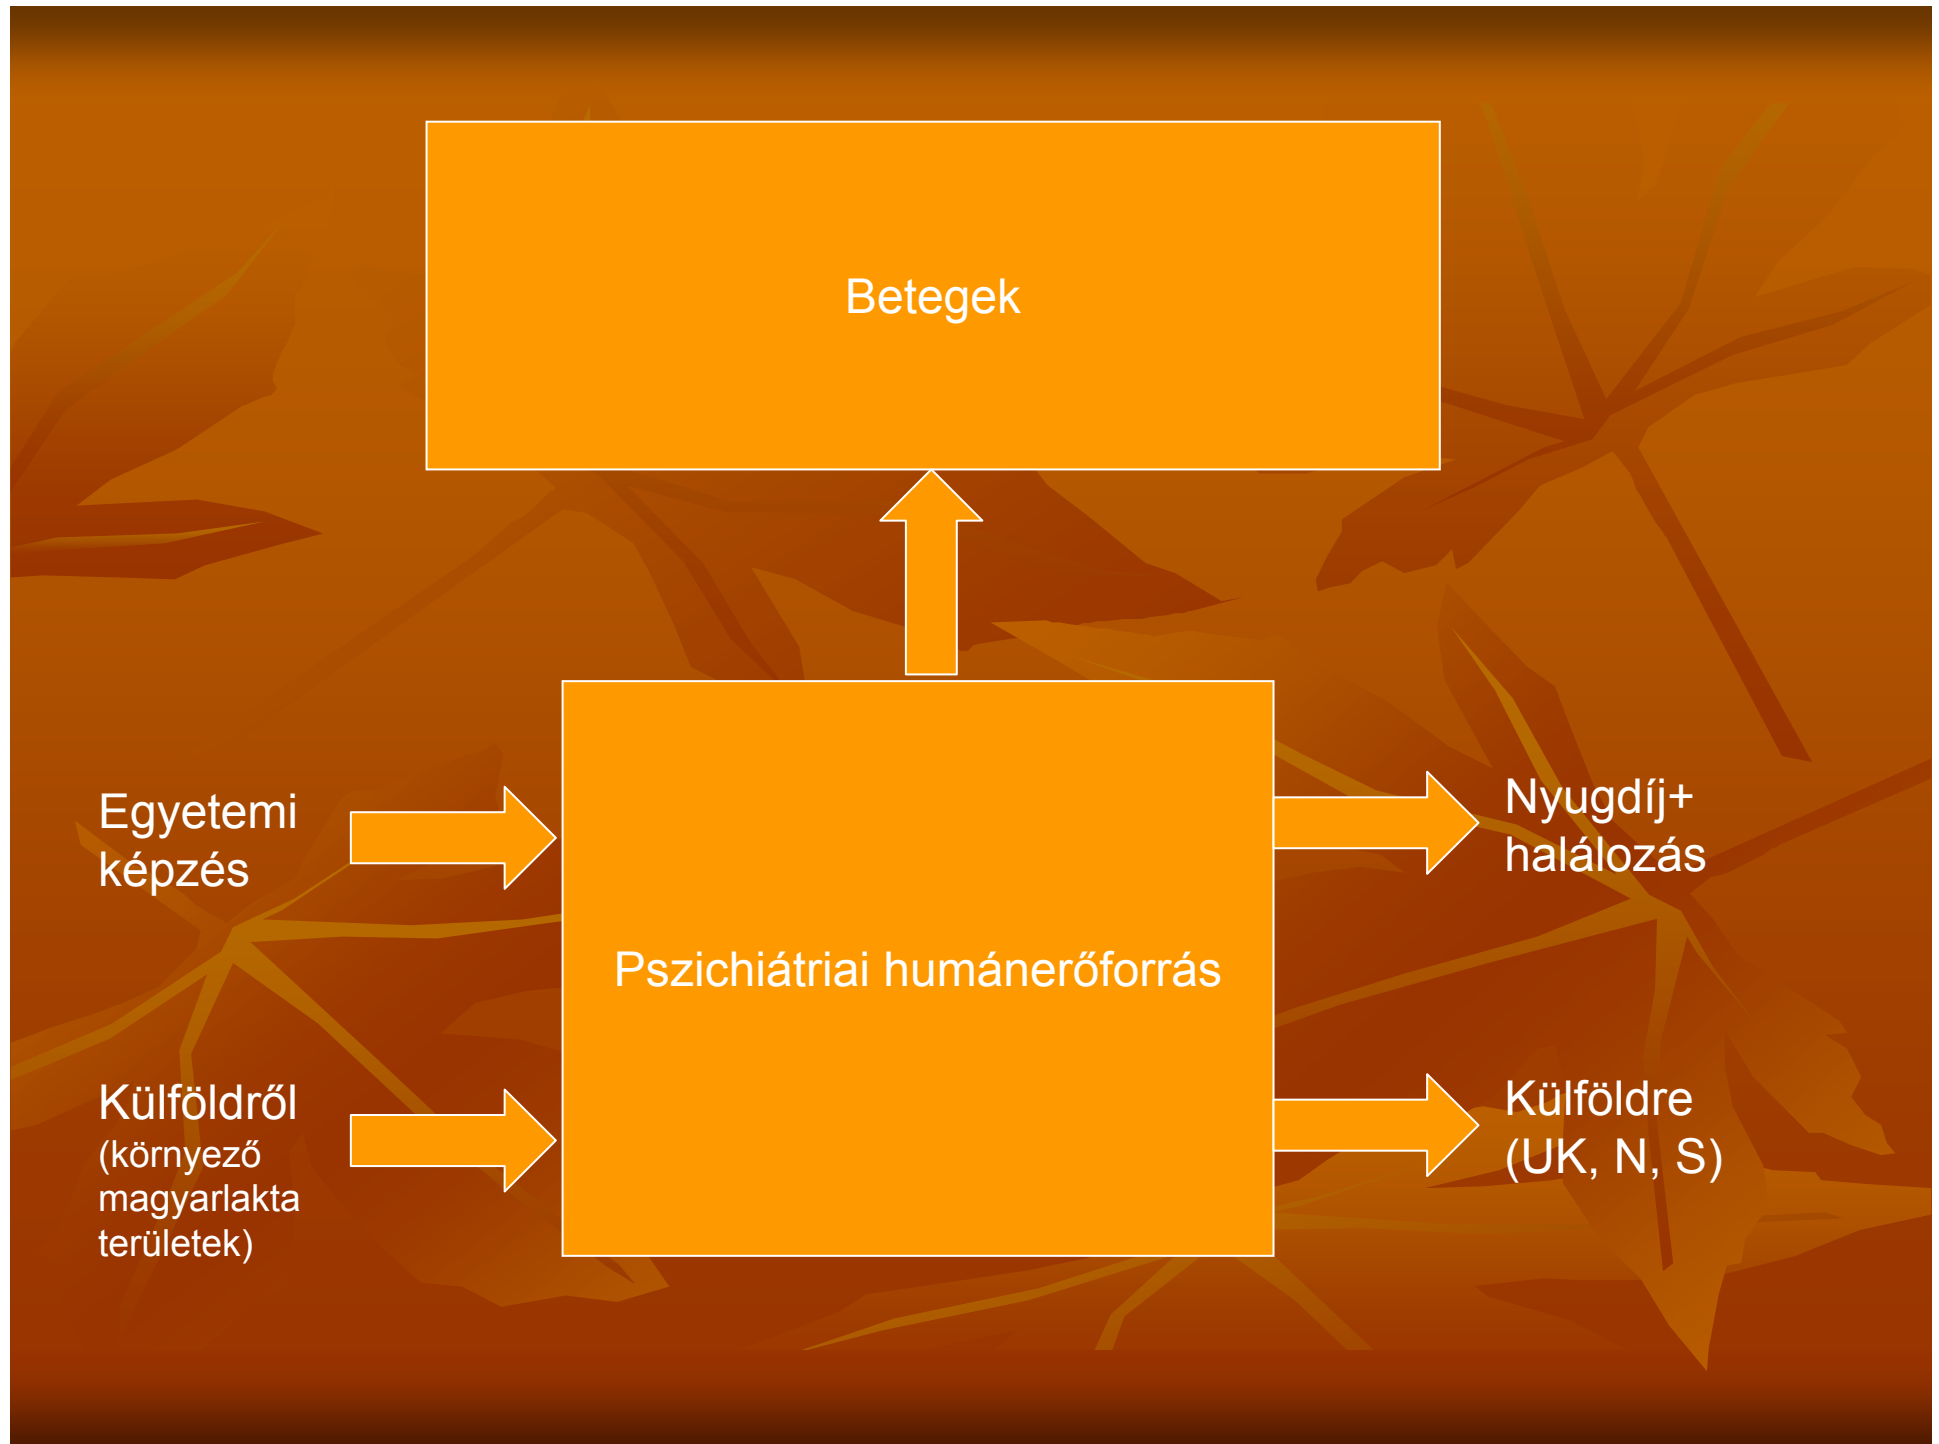 Betegek
Egyetemi
képzés
Nyugdíj+
halálozás
Pszichiátriai humánerőforrás
Külföldről
(környező
magyarlakta
területek)
Külföldre
(UK, N, S)